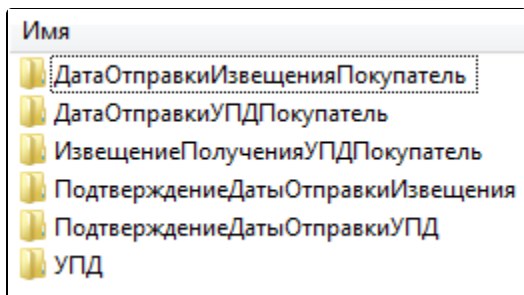 Имя
ДатаОтправкиИзвещенияПокупатель
ДатаОтправкиУПДПокупатель
ИзвещениеПолученияУПДПокупатель
ПодтверждениеДатыОтправкиИзвещения
ПодтверждениеДатыОтправкиУПД
УПД